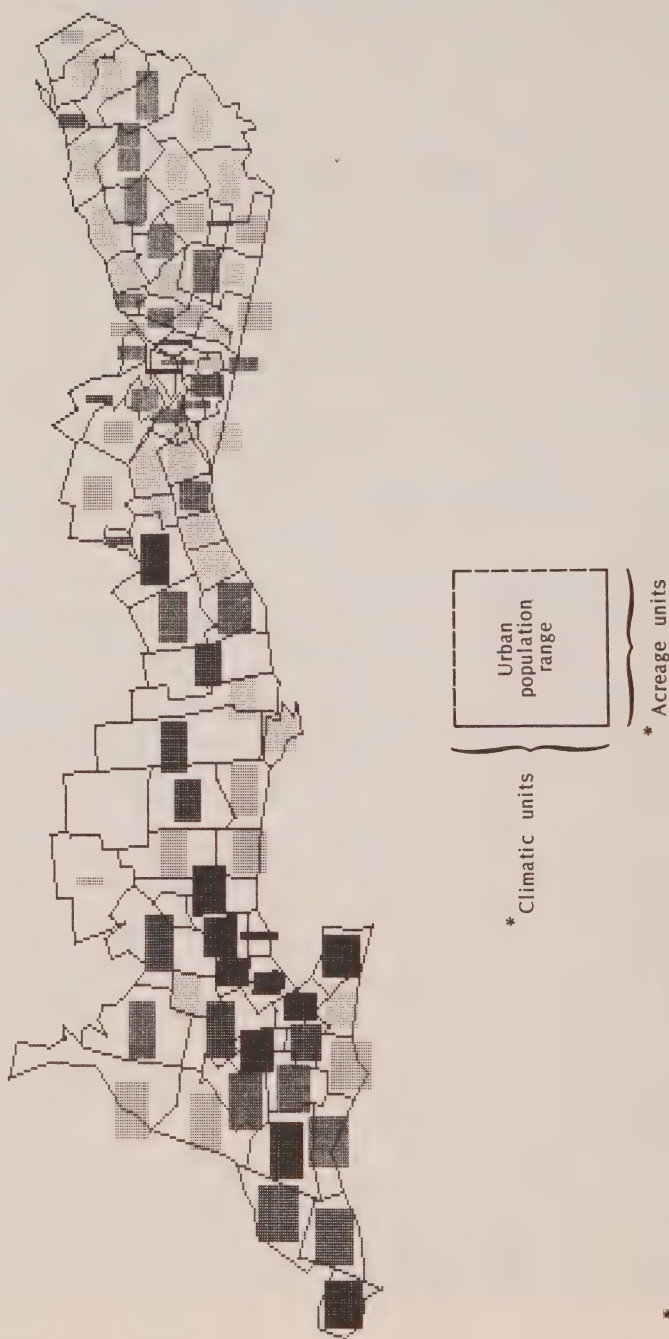 Urban
population
range
* Climatic units
* Acreage units
*